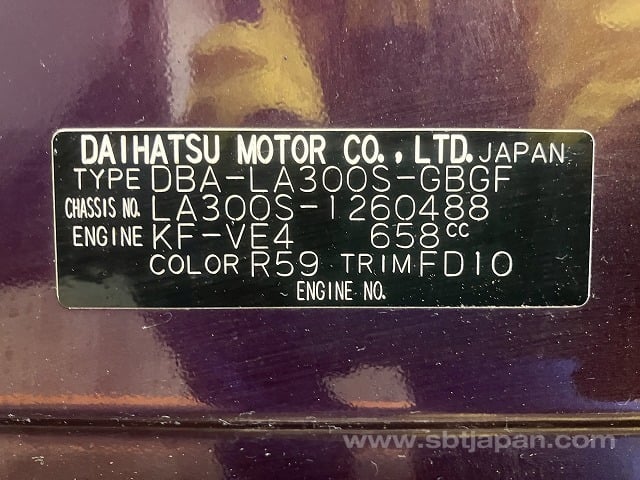 DAIHATSU MOTOR CO., LTD. JAPAN
TYPE DBA-LA300S-GBGF
CHASSIS NO. LA300S-1260488
ENGINE KF-VE4 658cc
COLOR R59 TRIM FD10
ENGINE NO.
www.sbtjapan.com